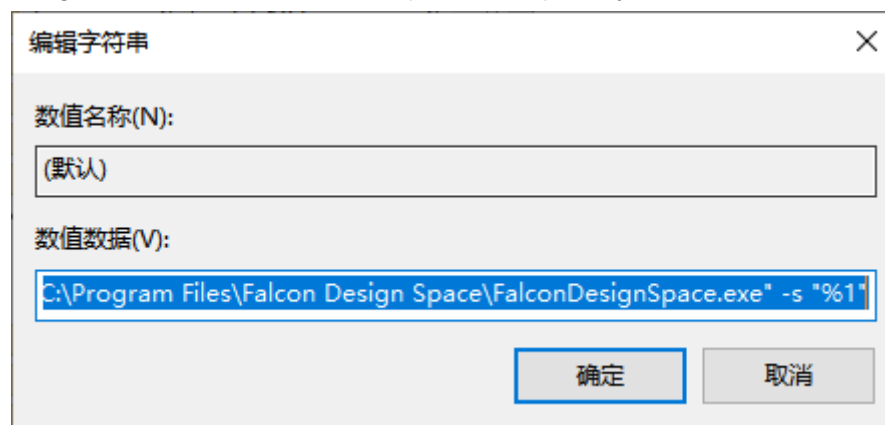 编辑字符串
数值名称(N):
(默认)
数值数据(V):
C:\Program Files\Falcon Design Space\FalconDesignSpace.exe" -s "%1"
确定
取消